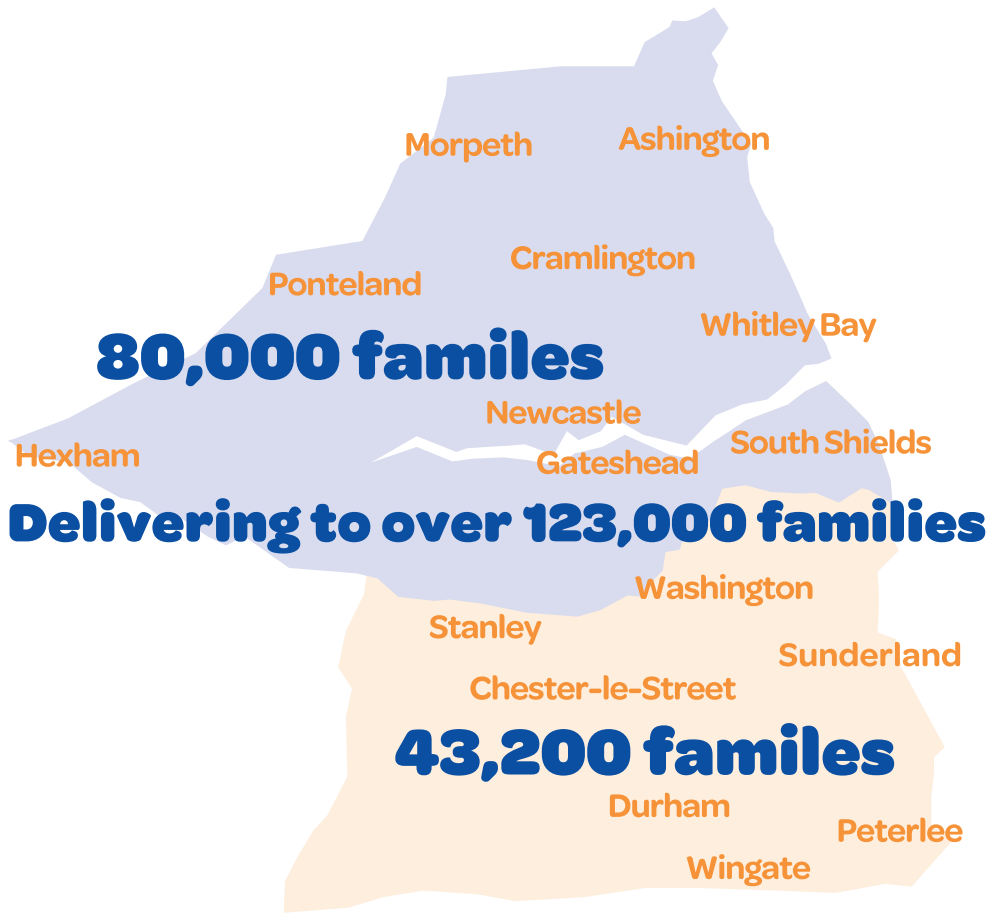 Morpeth
Ashington
Cramlington
Ponteland
Whitley Bay
80,000 familes
Newcastle
South Shields
Hexham
Gateshead
Delivering to over 123,000 families
Washington
Stanley
Sunderland
Chester-le-Street
43,200 familes
Durham
Peterlee
Wingate